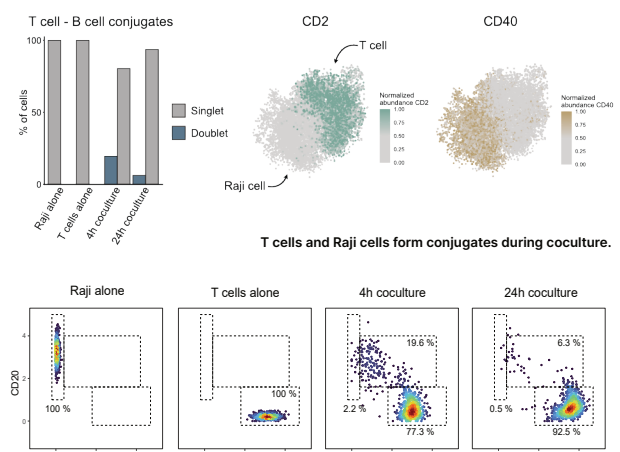 T cell - B cell conjugates
100
50
0
% of cells
Raji alone
T cells alone
4h coculture
24h coculture
Singlet
Doublet
CD2
T cell
Raji cell
Normalized
abundance CD2
1.00
0.75
0.50
0.25
0.00
CD40
Normalized
abundance CD40
1.00
0.75
0.50
0.25
0.00
T cells and Raji cells form conjugates during coculture.
Raji alone
T cells alone
4h coculture
24h coculture
CD20
4
2
0
100 %
100 %
19.6 %
2.2 %
77.3 %
6.3 %
0.5 %
92.5 %